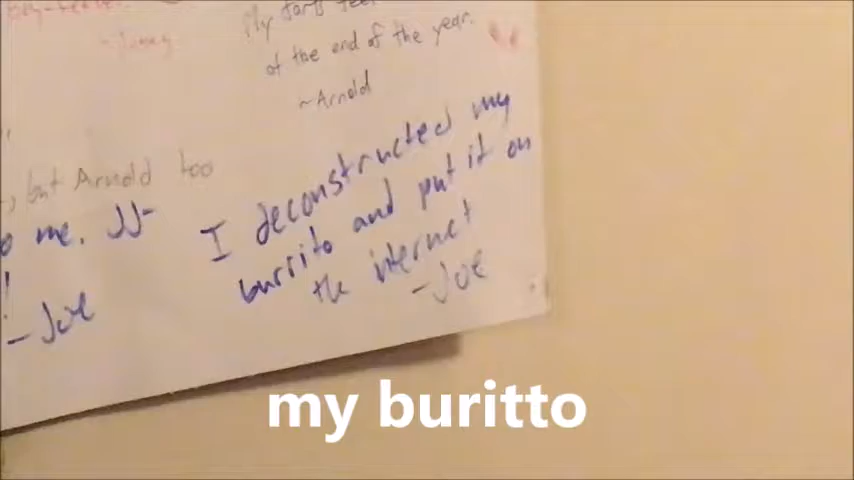 of the end of the year.
~Arnold
but Arnold too
me. JJ-
- Joe
I deconstructed my
burrito and put it on
the internet
- Joe
my buritto